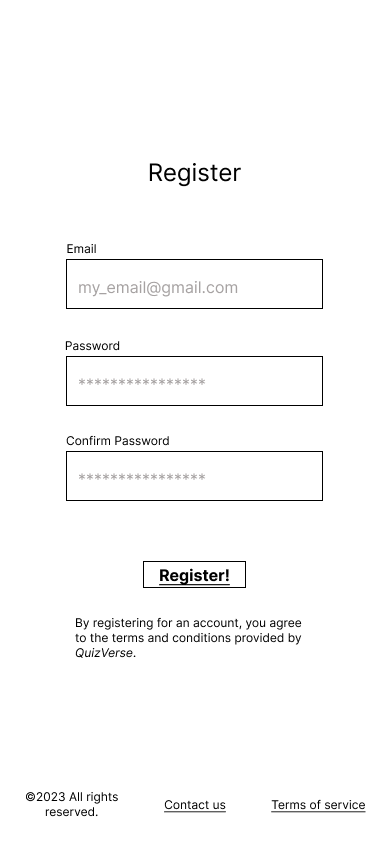 Register
Email
my_email@gmail.com
Password
****************
Confirm Password
****************
Register!
By registering for an account, you agree
to the terms and conditions provided by
QuizVerse.
©2023 All rights
reserved.
Contact us
Terms of service